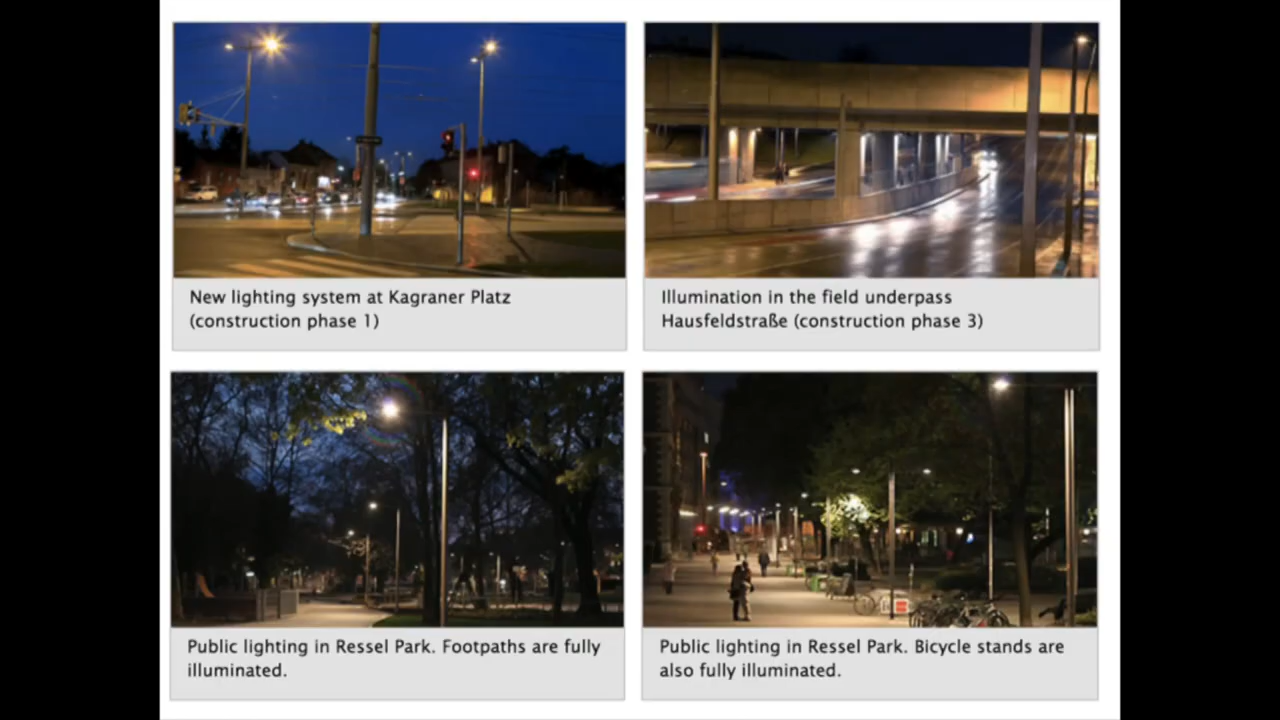 New lighting system at Kagraner Platz
(construction phase 1)
Illumination in the field underpass
Hausfeldstraße (construction phase 3)
Public lighting in Ressel Park. Footpaths are fully
illuminated.
Public lighting in Ressel Park. Bicycle stands are
also fully illuminated.